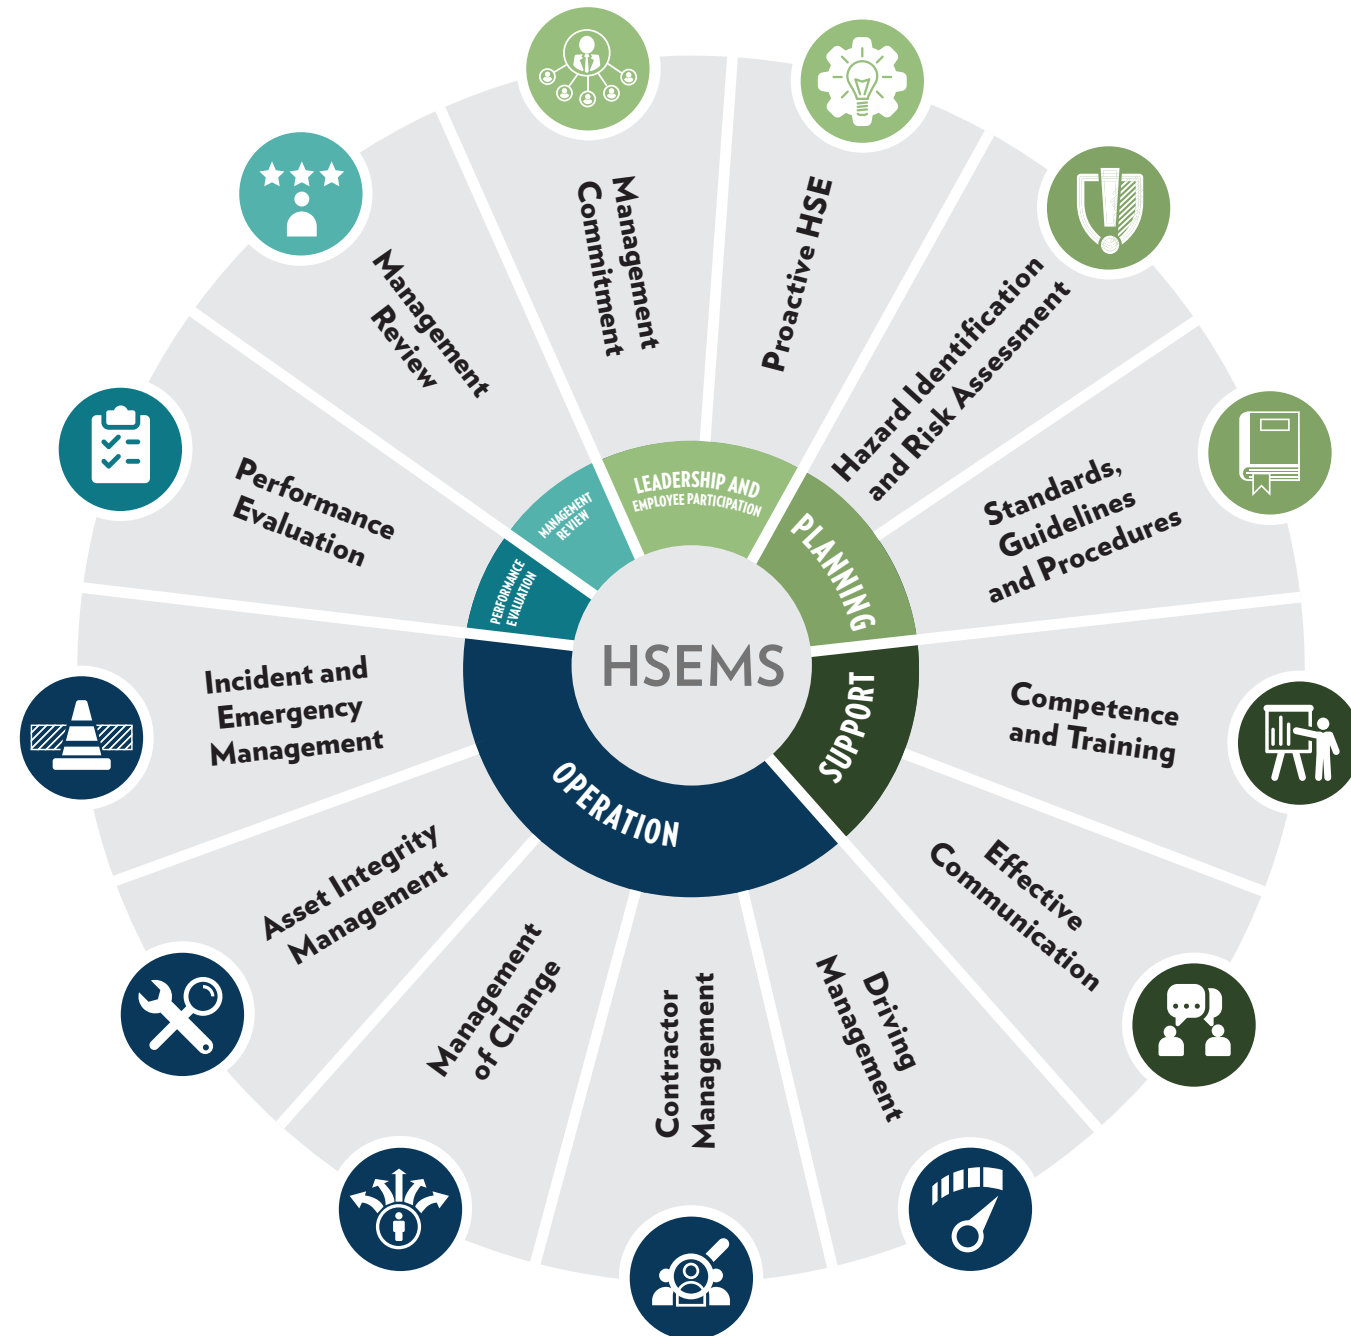 HSEMS
LEADERSHIP AND
EMPLOYEE PARTICIPATION
PLANNING
SUPPORT
OPERATION
PERFORMANCE
EVALUATION
MANAGEMENT
REVIEW
Management
Commitment
Proactive HSE
Hazard Identification
and Risk Assessment
Standards,
Guidelines
and Procedures
Competence
and Training
Effective
Communication
Driving
Management
Contractor
Management
Management
of Change
Asset Integrity
Management
Incident and
Emergency
Management
Performance
Evaluation
Management
Review